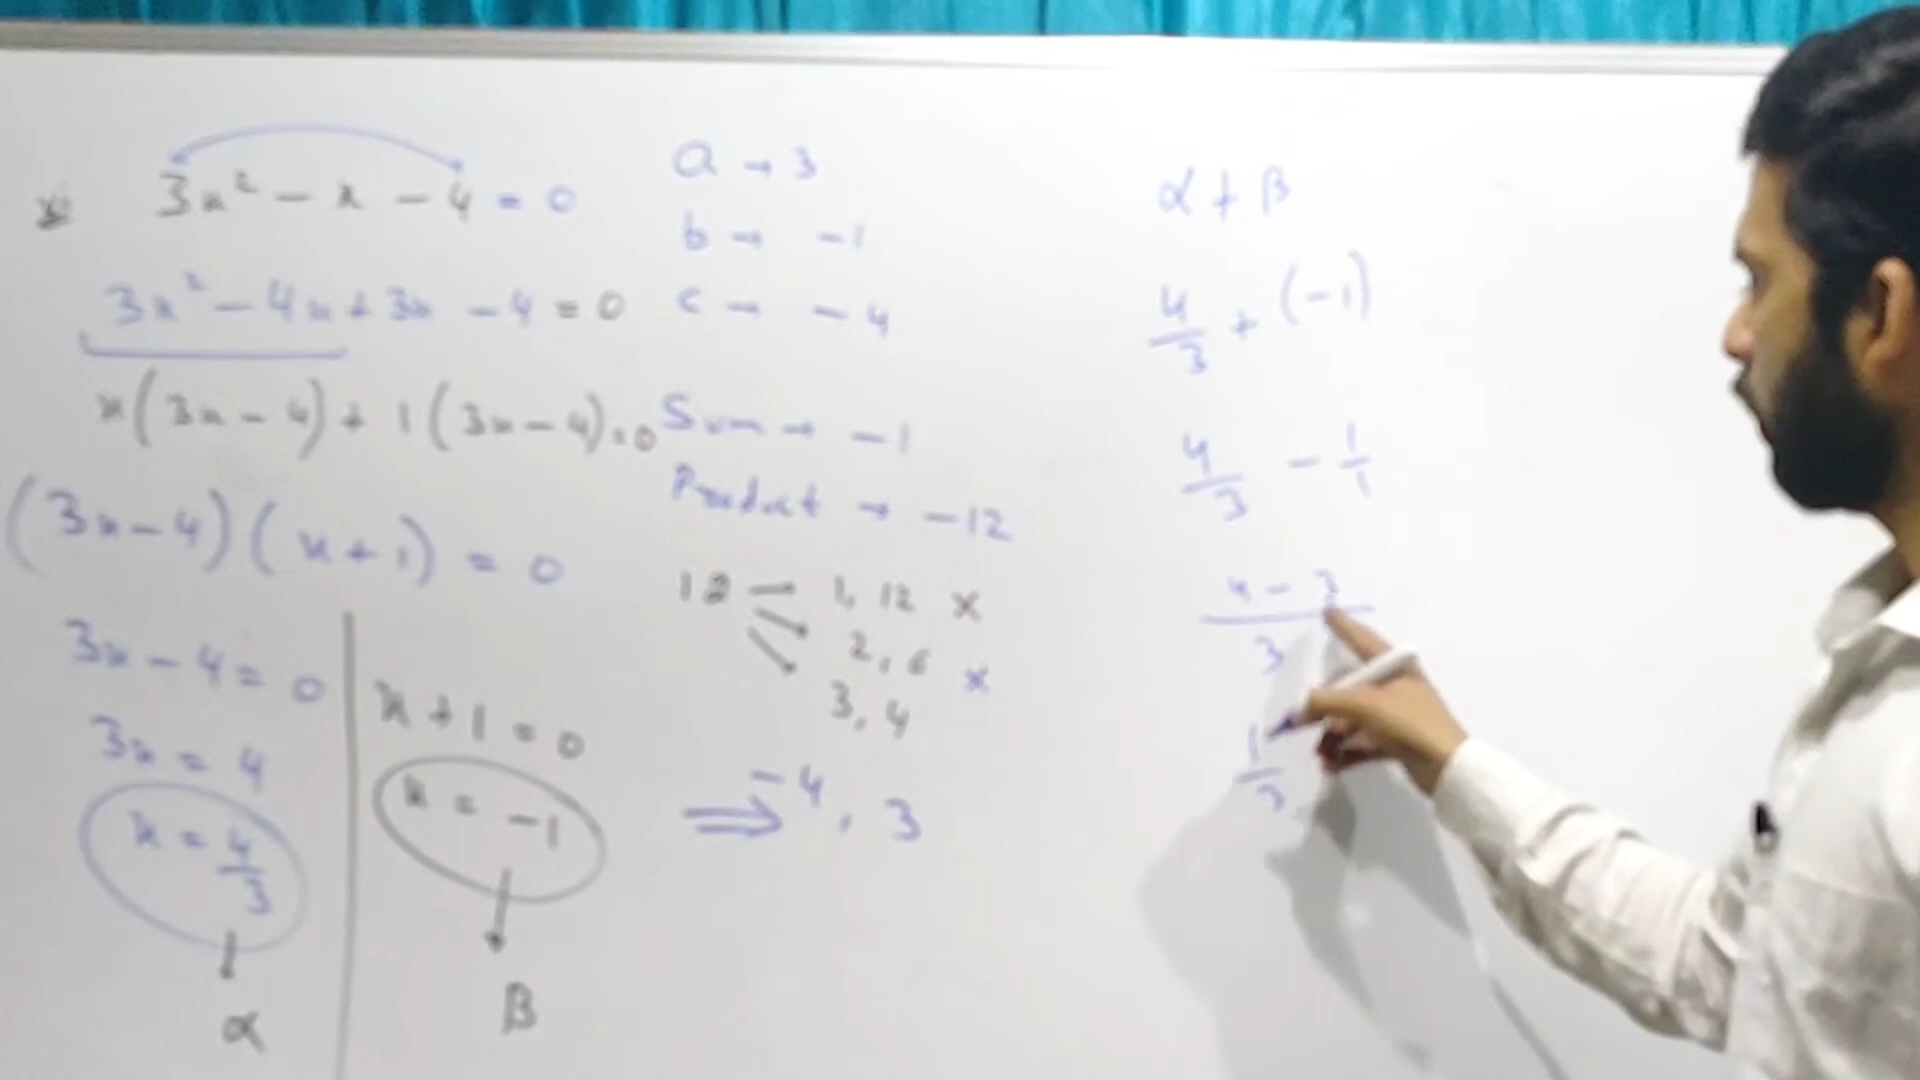 3x² - x - 4 = 0
3x² - 4x + 3x - 4 = 0
x(3x - 4) + 1(3x - 4) = 0
(3x - 4)(x + 1) = 0
3x - 4 = 0
3x = 4
x = 4/3
α
x + 1 = 0
x = -1
β
a → 3
b → -1
c → -4
Sum → -1
Product → -12
12 — 1, 12 ×
2, 6 ×
3, 4
⇒ -4, 3
α + β
4/3 + (-1)
4/3 - 1/1
4 - 3
3
1/3